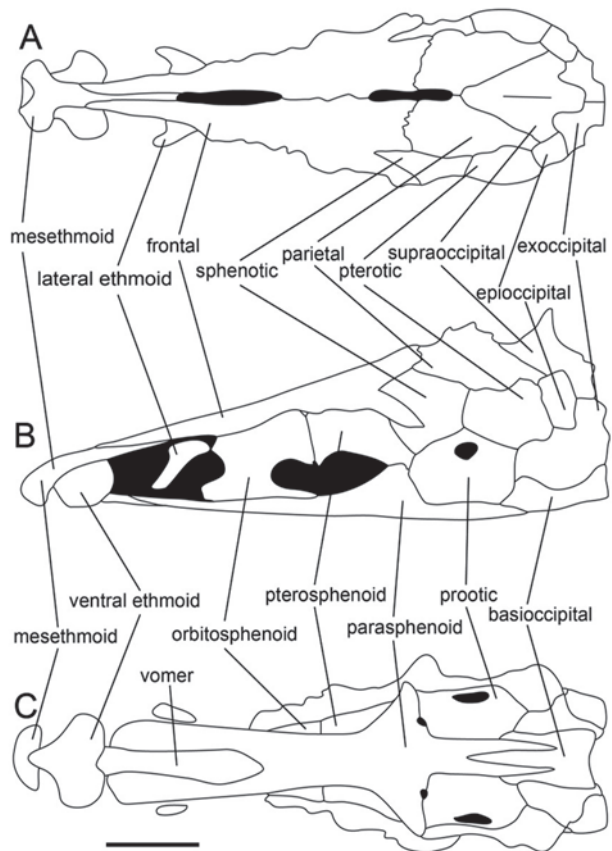 A
mesethmoid
lateral ethmoid
frontal
sphenotic
parietal
pterotic
supraoccipital
exoccipital
epioccipital
B
mesethmoid
ventral ethmoid
vomer
orbitosphenoid
pterosphenoid
parasphenoid
prootic
basioccipital
C